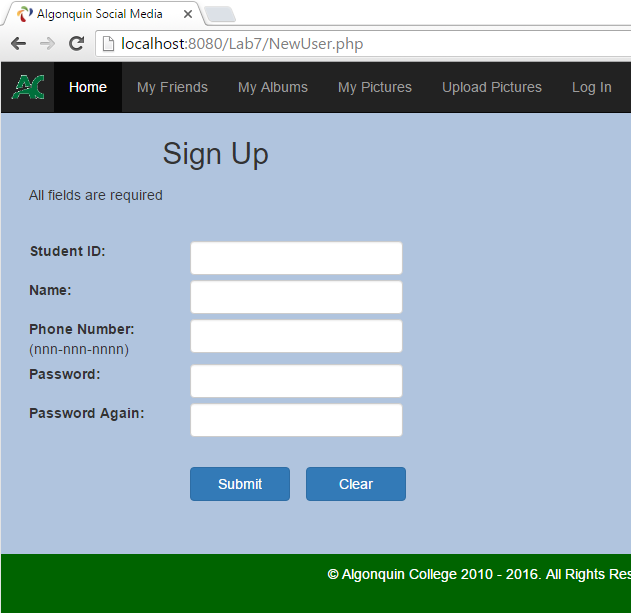 Algonquin Social Media
localhost:8080/Lab7/NewUser.php
AC Home My Friends My Albums My Pictures Upload Pictures Log In
Sign Up
All fields are required
Student ID:
Name:
Phone Number:
(nnn-nnn-nnnn)
Password:
Password Again:
Submit Clear
© Algonquin College 2010 - 2016. All Rights Res